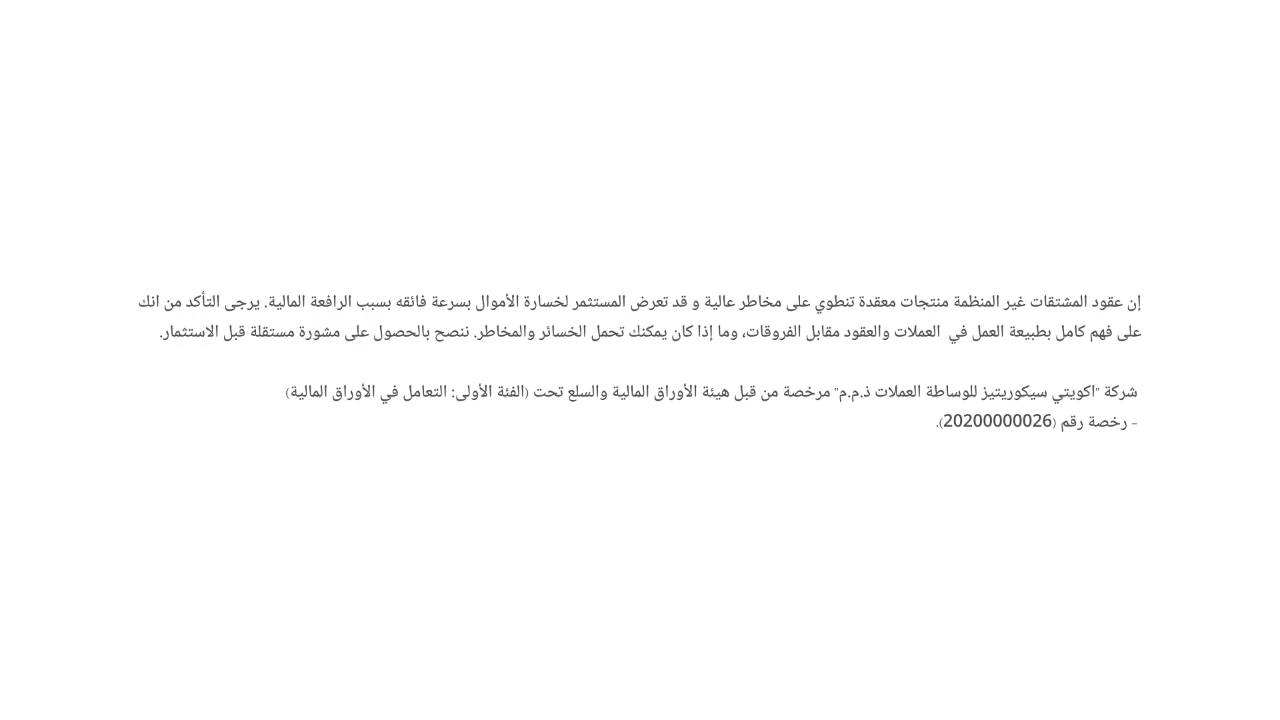 إن عقود المشتقات غير المنظمة منتجات معقدة تنطوي على مخاطر عالية و قد تعرض المستثمر لخسارة الأموال بسرعة فائقه بسبب الرافعة المالية. يرجى التأكد من انك
على فهم كامل بطبيعة العمل في العملات والعقود مقابل الفروقات، وما إذا كان يمكنك تحمل الخسائر والمخاطر. ننصح بالحصول على مشورة مستقلة قبل الاستثمار.
شركة "اكويتي سيكوريتيز للوساطة العملات ذ.م.م" مرخصة من قبل هيئة الأوراق المالية والسلع تحت (الفئة الأولى: التعامل في الأوراق المالية)
- رخصة رقم (20200000026).